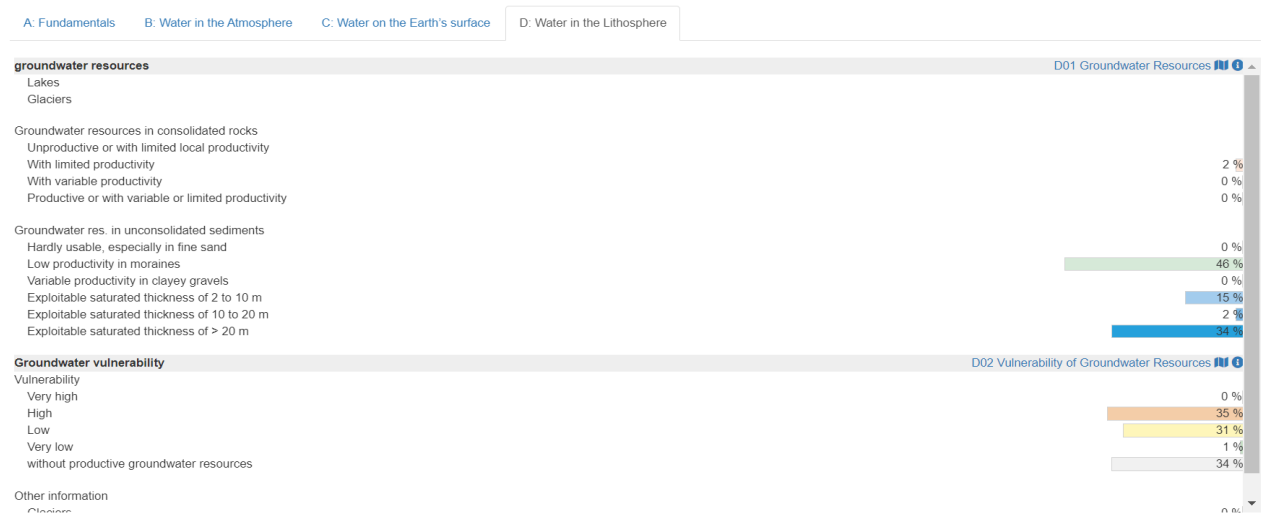 A: Fundamentals B: Water in the Atmosphere C: Water on the Earth's surface D: Water in the Lithosphere
groundwater resources D01 Groundwater Resources
Lakes
Glaciers
Groundwater resources in consolidated rocks
Unproductive or with limited local productivity
With limited productivity 2 %
With variable productivity 0 %
Productive or with variable or limited productivity 0 %
Groundwater res. in unconsolidated sediments
Hardly usable, especially in fine sand 0 %
Low productivity in moraines 46 %
Variable productivity in clayey gravels 0 %
Exploitable saturated thickness of 2 to 10 m 15 %
Exploitable saturated thickness of 10 to 20 m 2 %
Exploitable saturated thickness of > 20 m 34 %
Groundwater vulnerability D02 Vulnerability of Groundwater Resources
Vulnerability
Very high 0 %
High 35 %
Low 31 %
Very low 1 %
without productive groundwater resources 34 %
Other information
Glaciers 0 %